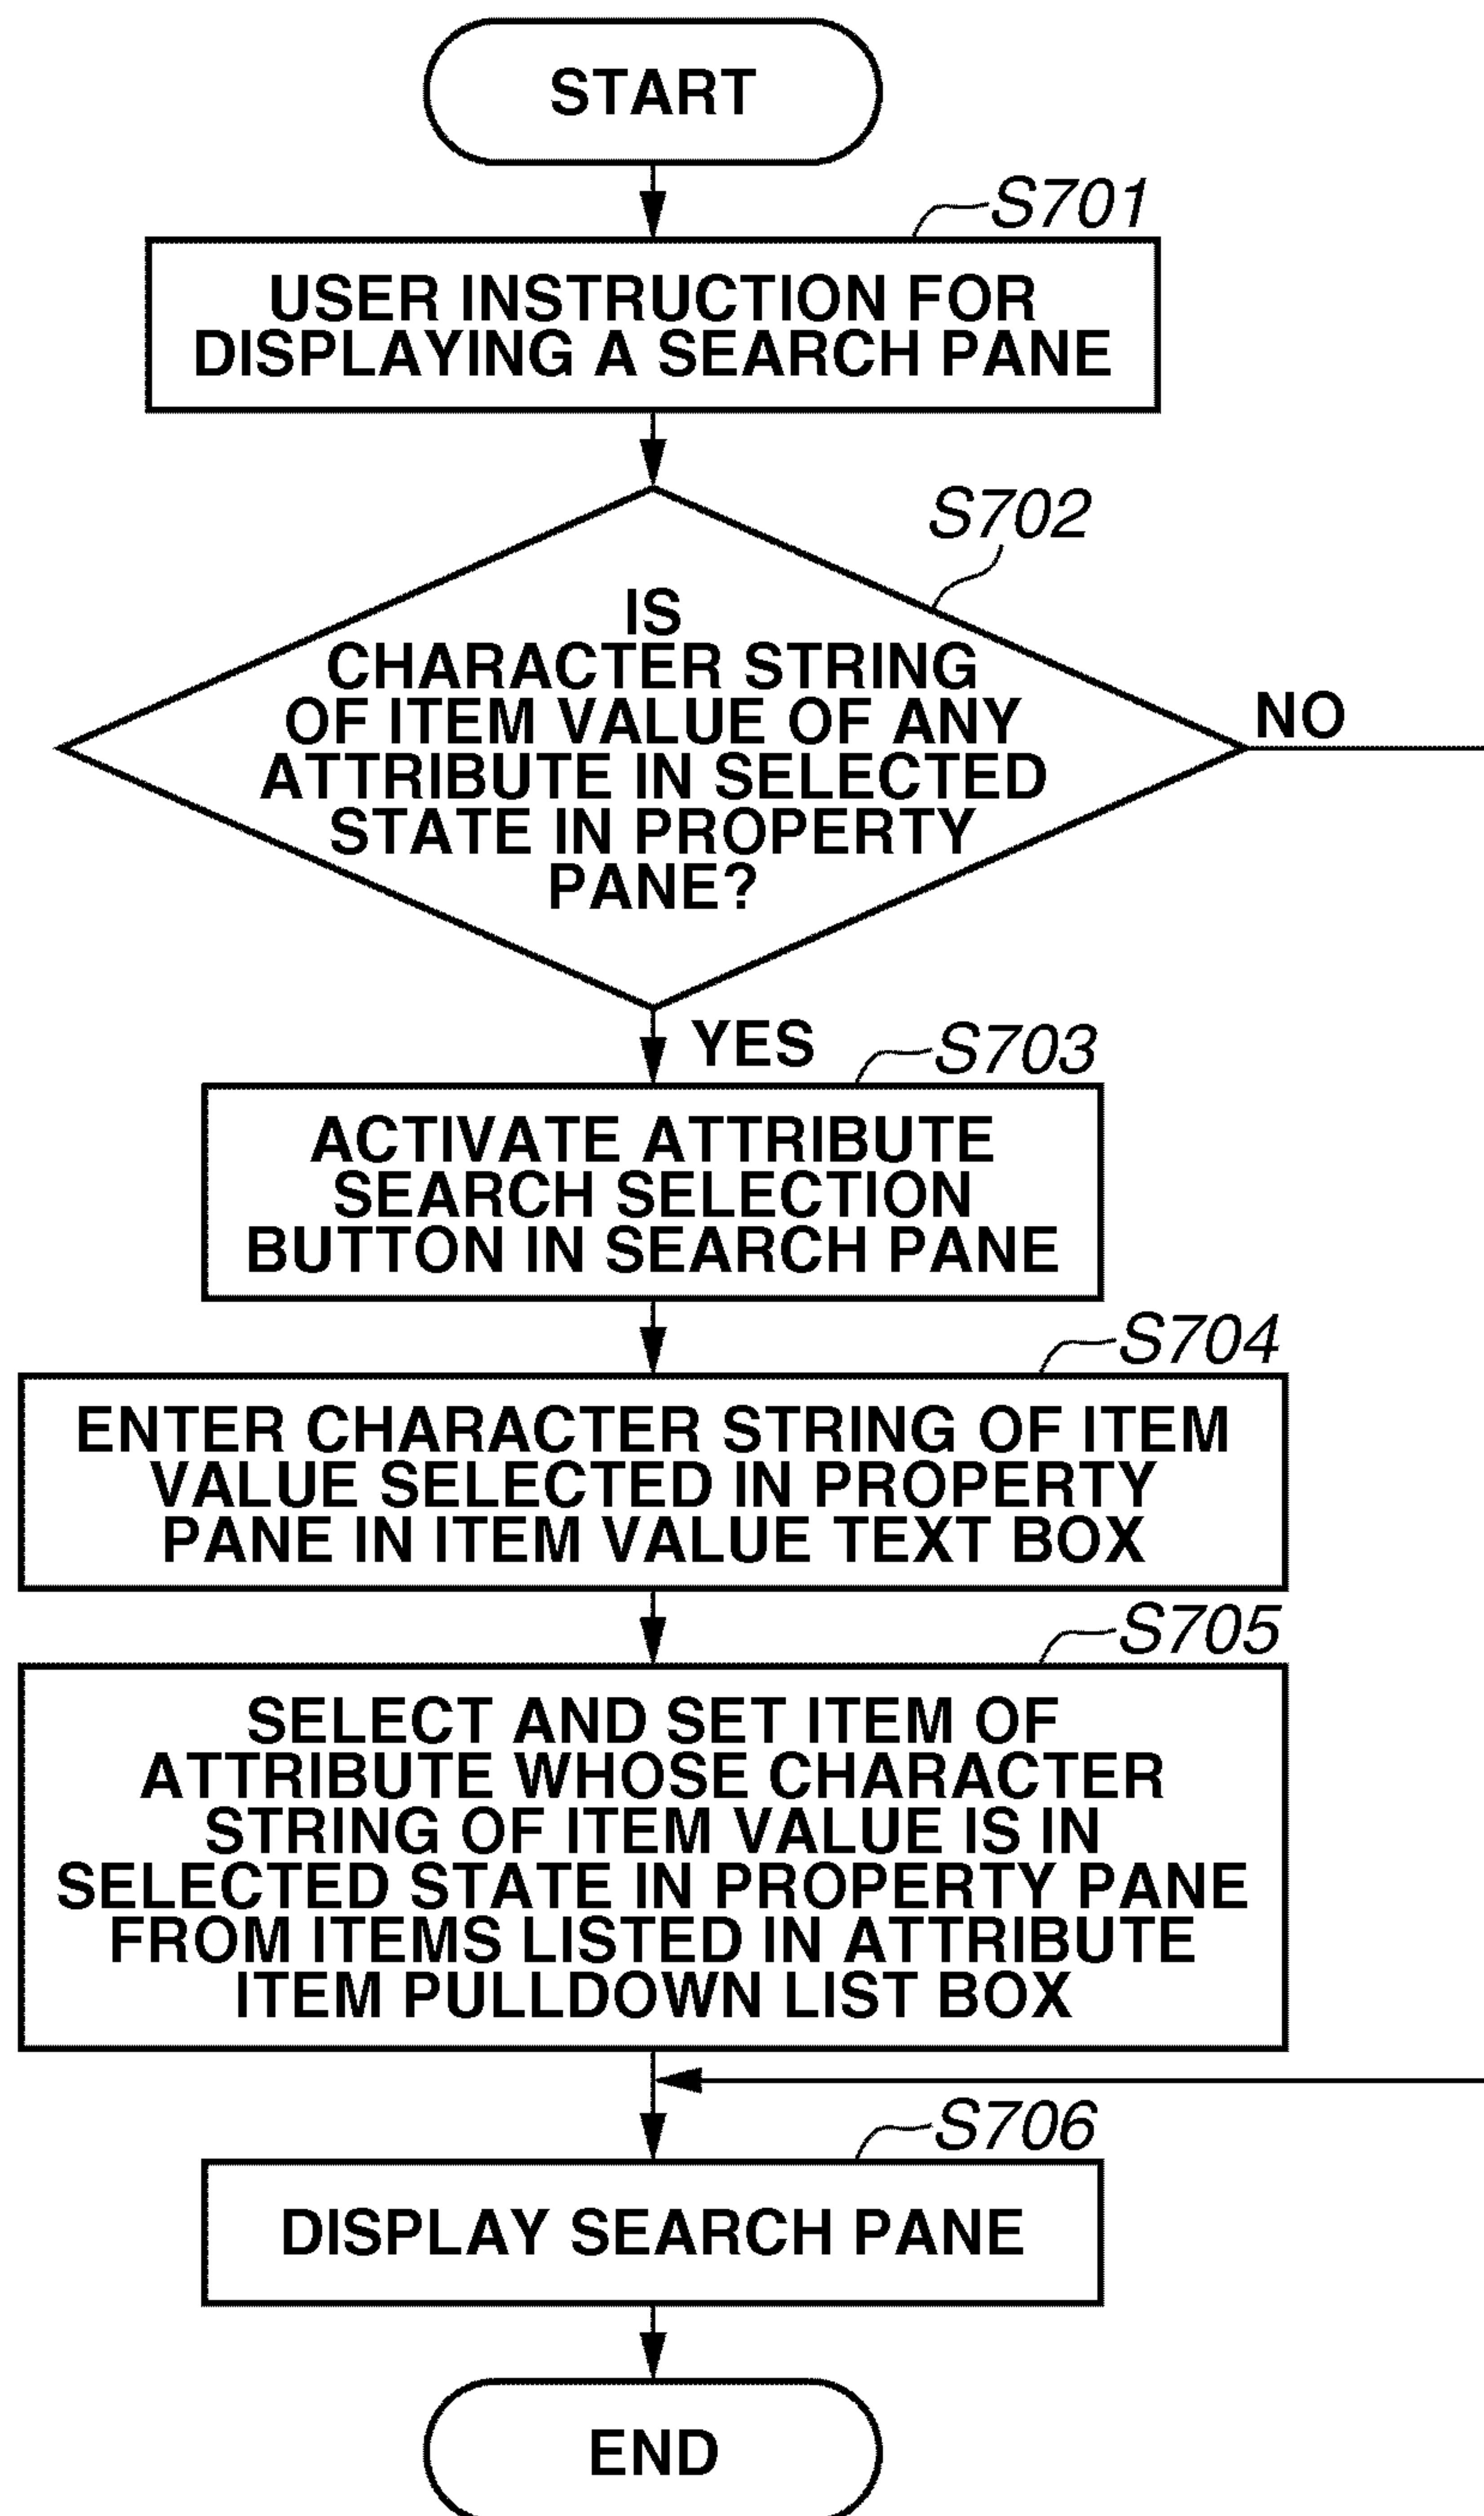 START
S701
USER INSTRUCTION FOR
DISPLAYING A SEARCH PANE
S702
IS
CHARACTER STRING
OF ITEM VALUE OF ANY
ATTRIBUTE IN SELECTED
STATE IN PROPERTY
PANE?
NO
YES
S703
ACTIVATE ATTRIBUTE
SEARCH SELECTION
BUTTON IN SEARCH PANE
S704
ENTER CHARACTER STRING OF ITEM
VALUE SELECTED IN PROPERTY
PANE IN ITEM VALUE TEXT BOX
S705
SELECT AND SET ITEM OF
ATTRIBUTE WHOSE CHARACTER
STRING OF ITEM VALUE IS IN
SELECTED STATE IN PROPERTY PANE
FROM ITEMS LISTED IN ATTRIBUTE
ITEM PULLDOWN LIST BOX
S706
DISPLAY SEARCH PANE
END